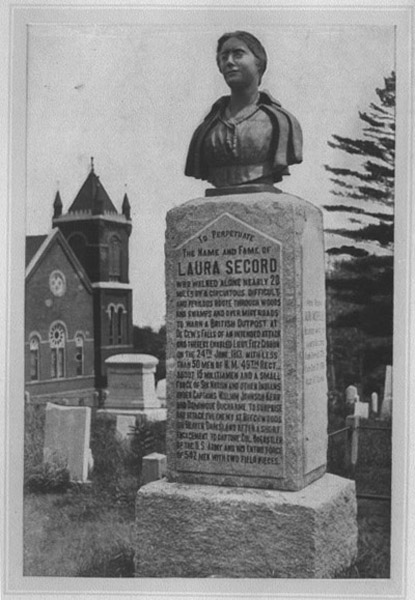 To Perpetuate
The Name and Fame of
LAURA SECORD
who walked alone nearly 20
miles by a circuitous difficult
and perilous route through woods
and swamps and over miry roads
to warn a British outpost at
De Cew's Falls of an intended attack
and thereby enabled Lieut. Fitz Gibbon
on the 24th June 1813, with less
than 50 men of H. M. 49th Regt.,
about 15 militiamen and a small
force of Six Nation and other Indians
under Captains William Johnson Kerr
and Dominique Ducharme to surprise
and attack the enemy at Beechwoods
(or Beaver Dams) and after a short
engagement to capture Col. Boerstler
of the U. S. Army and his entire force
of 542 men with two field pieces.